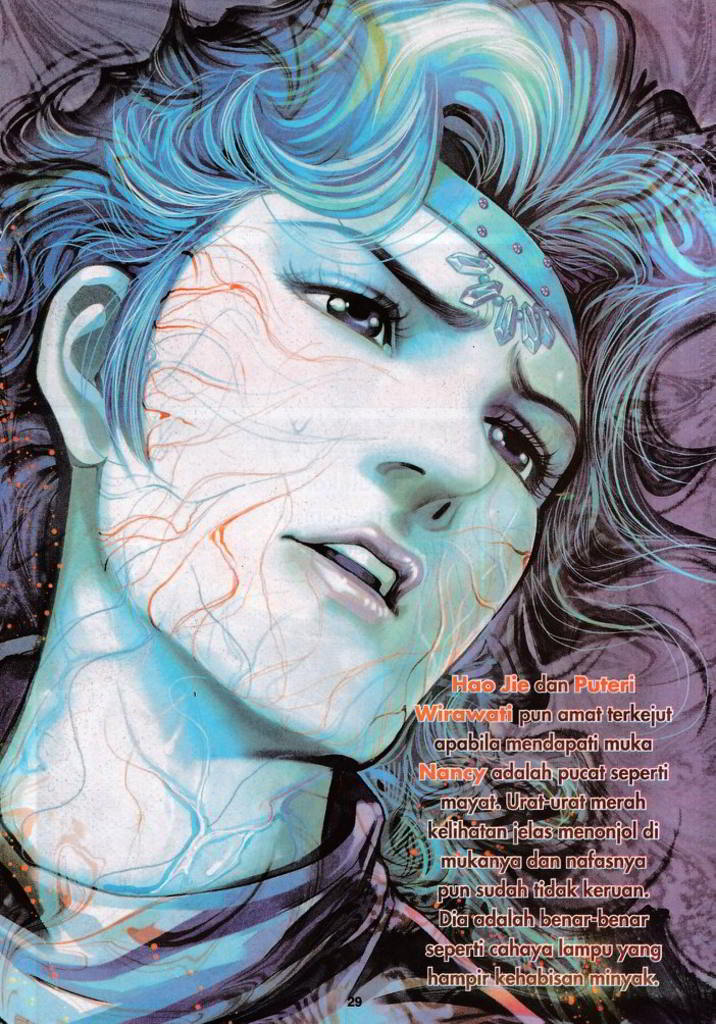 Hao Jie dan Puteri
Wirawati pun amat terkejut
apabila mendapati muka
Nancy adalah pucat seperti
mayat. Urat-urat merah
kelihatan jelas menonjol di
mukanya dan nafasnya
pun sudah tidak keruan.
Dia adalah benar-benar
seperti cahaya lampu yang
hampir kehabisan minyak.
29